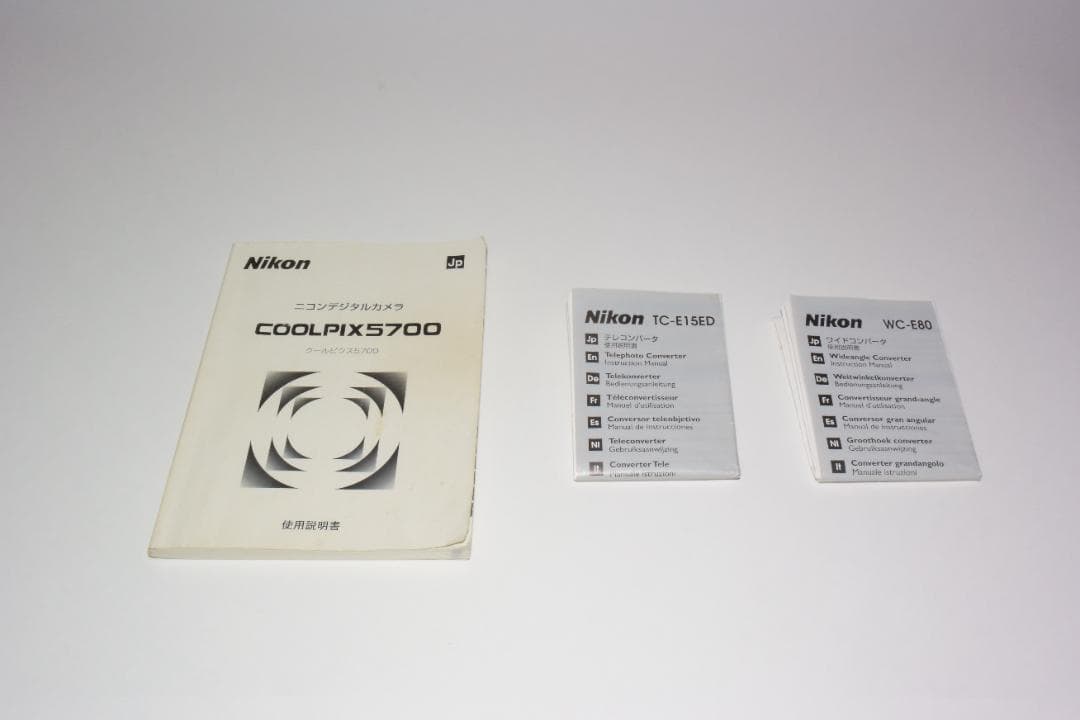 Nikon Jp
ニコンデジタルカメラ
COOLPIX5700
クールピクス5700
使用説明書
Nikon TC-E15ED
Jp テレコンバータ
使用説明書
En Telephoto Converter
Instruction Manual
De Telekonverter
Bedienungsanleitung
Fr Téléconvertisseur
Manuel d'utilisation
Es Conversor teleobjetivo
Manual de instrucciones
Nl Teleconverter
Gebruiksaanwijzing
It Converter Tele
Manuale istruzioni
Nikon WC-E80
Jp ワイドコンバータ
使用説明書
En Wideangle Converter
Instruction Manual
De Weitwinkelkonverter
Bedienungsanleitung
Fr Convertisseur grand-angle
Manuel d'utilisation
Es Conversor gran angular
Manual de instrucciones
Nl Groothoek converter
Gebruiksaanwijzing
It Converter grandangolo
Manuale istruzioni